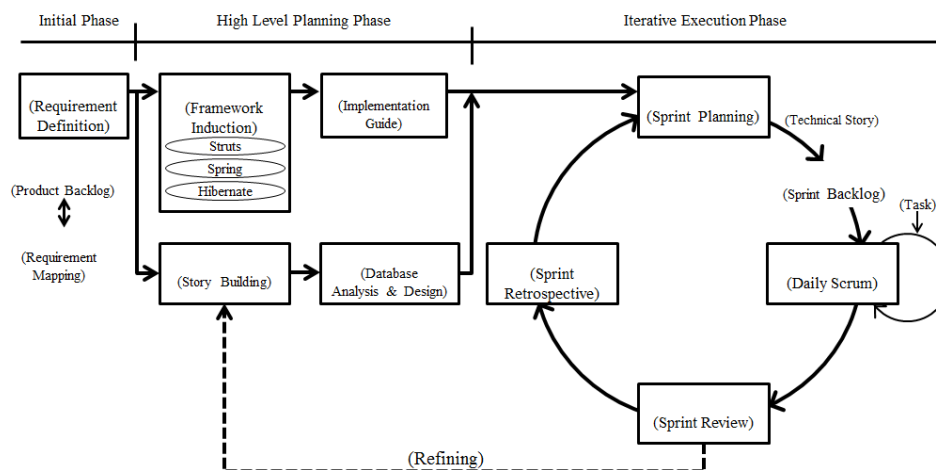 Initial Phase
High Level Planning Phase
Iterative Execution Phase
(Requirement
Definition)
(Product Backlog)
(Requirement
Mapping)
(Framework
Induction)
Struts
Spring
Hibernate
(Implementation
Guide)
(Story Building)
(Database
Analysis & Design)
(Sprint Planning)
(Technical Story)
(Sprint Backlog)
(Task)
(Daily Scrum)
(Sprint
Retrospective)
(Sprint Review)
(Refining)